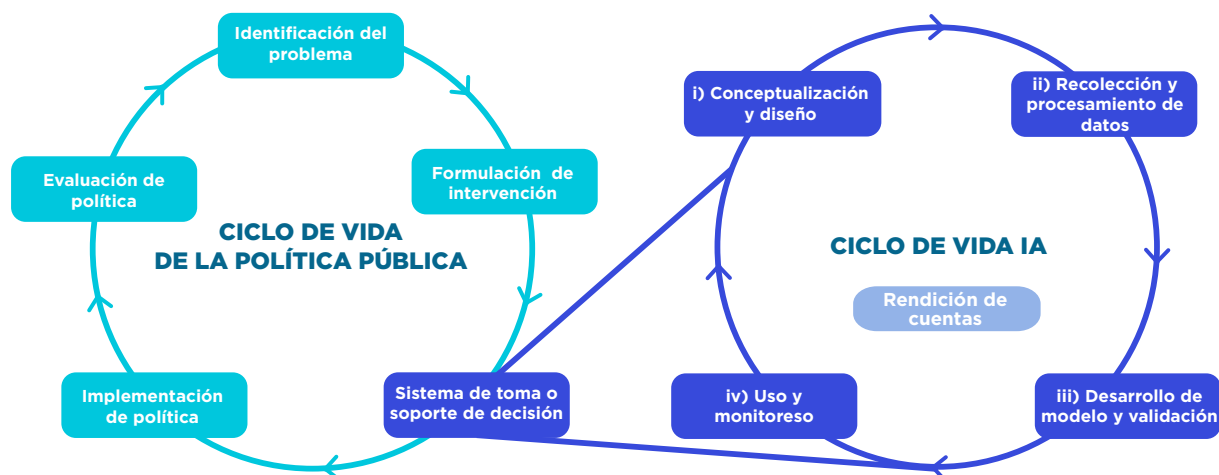 Identificación del
problema
Formulación de
intervención
Sistema de toma o
soporte de decisión
Implementación
de política
Evaluación de
política
CICLO DE VIDA
DE LA POLÍTICA PÚBLICA
i) Conceptualización
y diseño
ii) Recolección y
procesamiento de
datos
iii) Desarrollo de
modelo y validación
iv) Uso y
monitoreso
CICLO DE VIDA IA
Rendición de
cuentas